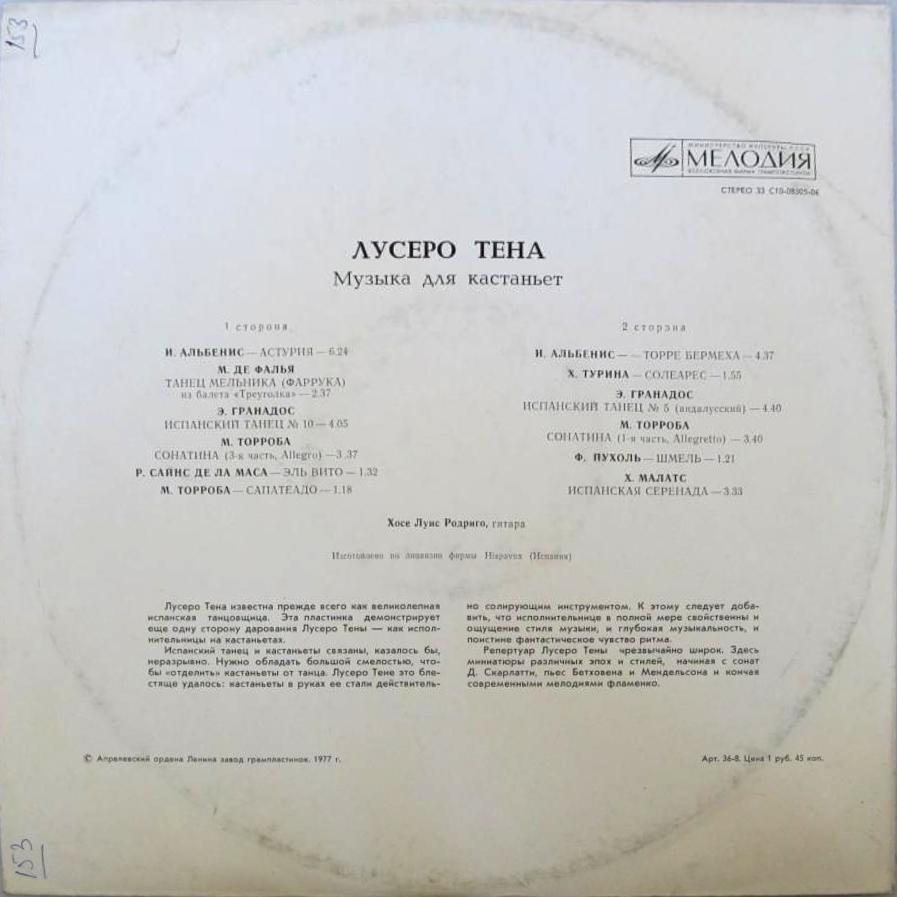 153
МИНИСТЕРСТВО КУЛЬТУРЫ СССР
МЕЛОДИЯ
ВСЕСОЮЗНАЯ ФИРМА ГРАМПЛАСТИНОК
СТЕРЕО 33 С10-08305-06
ЛУСЕРО ТЕНА
Музыка для кастаньет
1 сторона
И. АЛЬБЕНИС — АСТУРИЯ — 6.24
М. ДЕ ФАЛЬЯ
ТАНЕЦ МЕЛЬНИКА (ФАРРУКА)
из балета «Треуголка» — 2.37
Э. ГРАНАДОС
ИСПАНСКИЙ ТАНЕЦ № 10 — 4.05
М. ТОРРОБА
СОНАТИНА (3-я часть, Allegro) — 3.37
Р. САЙНС ДЕ ЛА МАСА — ЭЛЬ ВИТО — 1.32
М. ТОРРОБА — САПАТЕАДО — 1.18
2 сторона
И. АЛЬБЕНИС — — ТОРРЕ БЕРМЕХА — 4.37
Х. ТУРИНА — СОЛЕАРЕС — 1.55
Э. ГРАНАДОС
ИСПАНСКИЙ ТАНЕЦ № 5 (андалусский) — 4.40
М. ТОРРОБА
СОНАТИНА (1-я часть, Allegretto) — 3.40
Ф. ПУХОЛЬ — ШМЕЛЬ — 1.21
Х. МАЛАТС
ИСПАНСКАЯ СЕРЕНАДА — 3.33
Хосе Луис Родриго, гитара
Изготовлено по лицензии фирмы Hispavox (Испания)
Лусеро Тена известна прежде всего как великолепная
испанская танцовщица. Эта пластинка демонстрирует
еще одну сторону дарования Лусеро Тены — как испол-
нительницы на кастаньетах.
Испанский танец и кастаньеты связаны, казалось бы,
неразрывно. Нужно обладать большой смелостью, что-
бы «отделить» кастаньеты от танца. Лусеро Тене это бле-
стяще удалось: кастаньеты в руках ее стали действитель-
но солирующим инструментом. К этому следует доба-
вить, что исполнительнице в полной мере свойственны и
ощущение стиля музыки, и глубокая музыкальность, и
поистине фантастическое чувство ритма.
Репертуар Лусеро Тены чрезвычайно широк. Здесь
миниатюры различных эпох и стилей, начиная с сонат
Д. Скарлатти, пьес Бетховена и Мендельсона и кончая
современными мелодиями фламенко.
© Апрелевский ордена Ленина завод грампластинок. 1977 г.
Арт. 36-8. Цена 1 руб. 45 коп.
153